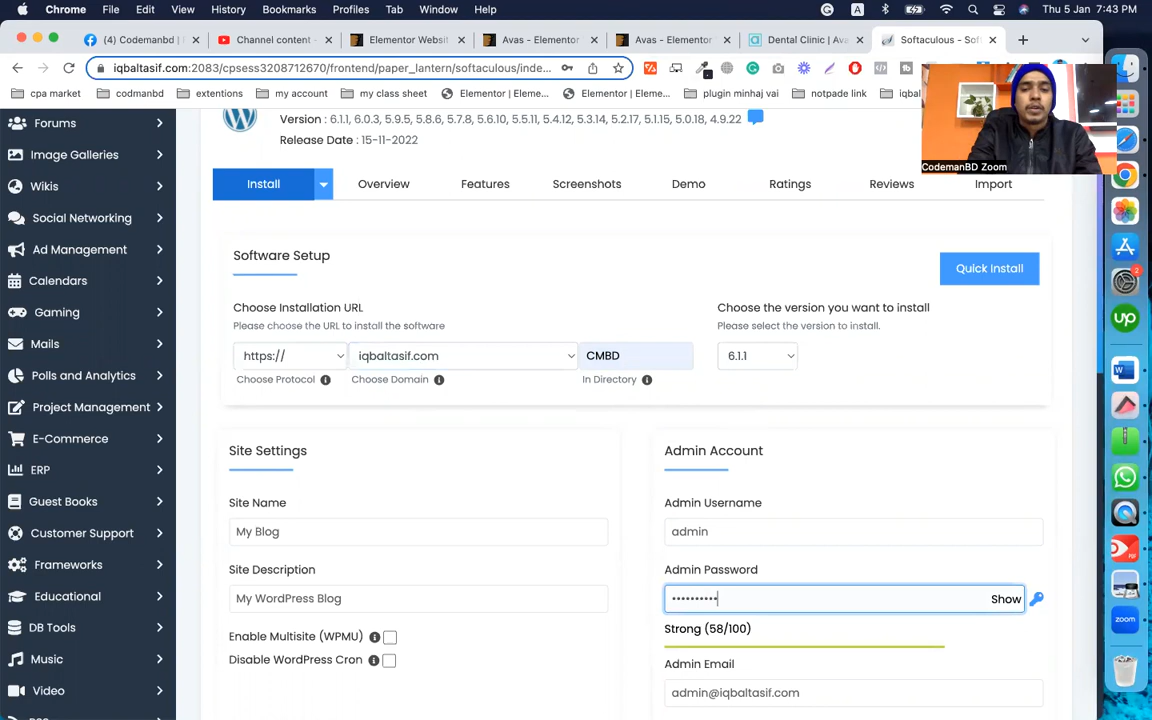 Chrome File Edit View History Bookmarks Profiles Tab Window Help A Thu 5 Jan 7:43 PM
(4) Codemanbd | Channel content - Elementor Websit Avas - Elementor Avas - Elementor Dental Clinic | Ava Softaculous - Sof
iqbaltasif.com:2083/cpsess3208712670/frontend/paper_lantern/softaculous/inde...
cpa market codmanbd extentions my account my class sheet Elementor | Eleme... Elementor | Eleme... plugin minhaj vai notpade link iqbal
CodemanBD Zoom
Version : 6.1.1, 6.0.3, 5.9.5, 5.8.6, 5.7.8, 5.6.10, 5.5.11, 5.4.12, 5.3.14, 5.2.17, 5.1.15, 5.0.18, 4.9.22
Release Date : 15-11-2022
Install Overview Features Screenshots Demo Ratings Reviews Import
Forums
Image Galleries
Wikis
Social Networking
Ad Management
Calendars
Gaming
Mails
Polls and Analytics
Project Management
E-Commerce
ERP
Guest Books
Customer Support
Frameworks
Educational
DB Tools
Music
Video
Software Setup
Quick Install
Choose Installation URL
Please choose the URL to install the software
https:// iqbaltasif.com CMBD
Choose Protocol Choose Domain In Directory
Choose the version you want to install
Please select the version to install.
6.1.1
Site Settings
Site Name
My Blog
Site Description
My WordPress Blog
Enable Multisite (WPMU)
Disable WordPress Cron
Admin Account
Admin Username
admin
Admin Password
•••••••••• Show
Strong (58/100)
Admin Email
admin@iqbaltasif.com
2
up
W
zoom